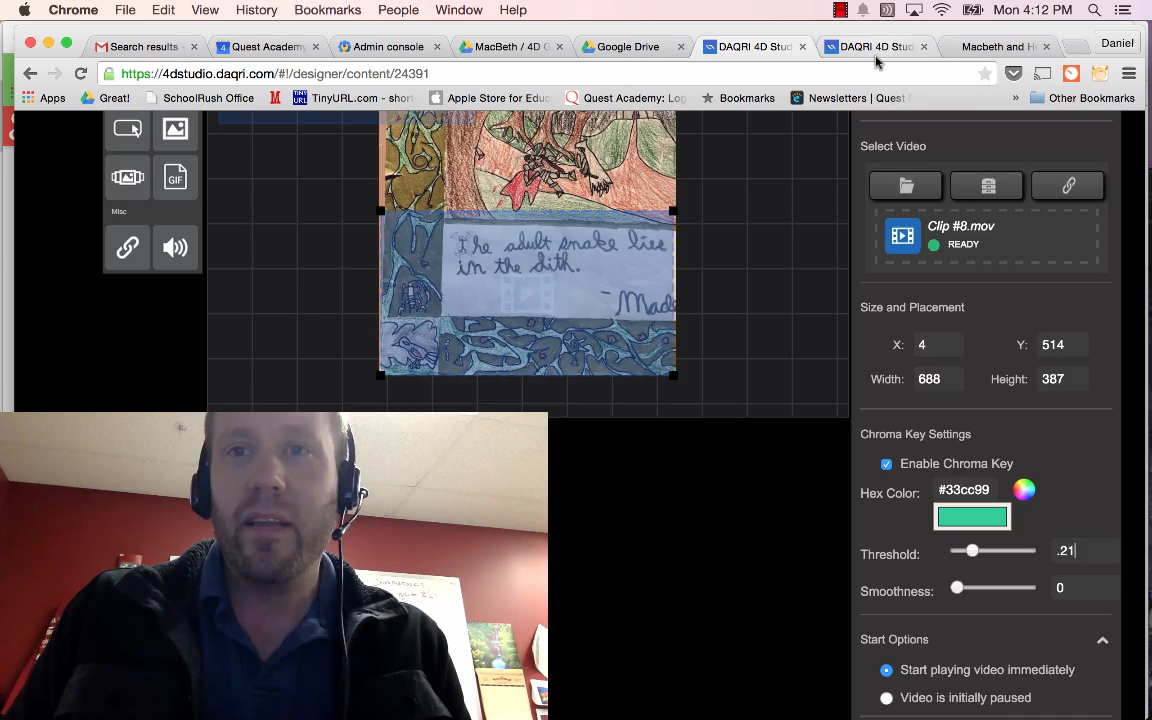 Chrome File Edit View History Bookmarks People Window Help Mon 4:12 PM
Search results - Quest Academy Admin console MacBeth / 4D G Google Drive DAQRI 4D Stud DAQRI 4D Stud Macbeth and He Daniel
https://4dstudio.daqri.com/#!/designer/content/24391
Apps Great! SchoolRush Office TinyURL.com - short Apple Store for Educ Quest Academy: Log Bookmarks Newsletters | Quest » Other Bookmarks
GIF
Misc
The adult snake lies
in the dith.
- Made
Select Video
Clip #8.mov
READY
Size and Placement
X: 4 Y: 514
Width: 688 Height: 387
Chroma Key Settings
Enable Chroma Key
Hex Color: #33cc99
Threshold: .21
Smoothness: 0
Start Options
Start playing video immediately
Video is initially paused